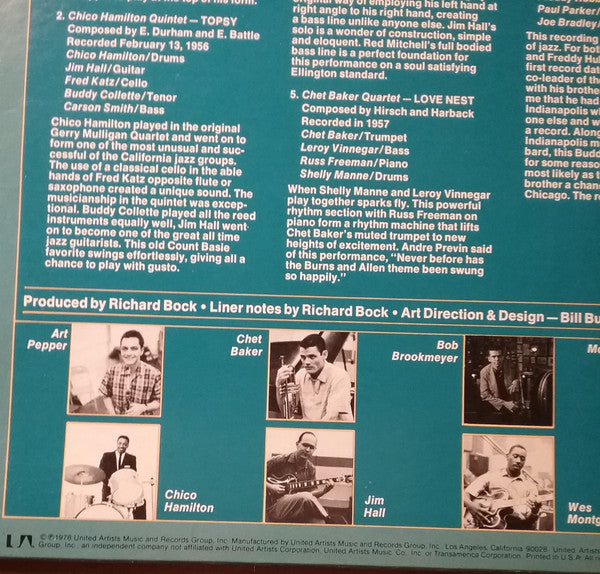 2. Chico Hamilton Quintet — TOPSY
Composed by E. Durham and E. Battle
Recorded February 13, 1956
Chico Hamilton/Drums
Jim Hall/Guitar
Fred Katz/Cello
Buddy Collette/Tenor
Carson Smith/Bass
Chico Hamilton played in the original
Gerry Mulligan Quartet and went on to
form one of the most unusual and suc-
cessful of the California jazz groups.
The use of a classical cello in the able
hands of Fred Katz opposite flute or
saxophone created a unique sound. The
musicianship in the quintet was excep-
tional. Buddy Collette played all the reed
instruments equally well, Jim Hall went
on to become one of the great all time
jazz guitarists. This old Count Basie
favorite swings effortlessly, giving all a
chance to play with gusto.
original way of employing his left hand at
right angle to his right hand, creating
a bass line unlike anyone else. Jim Hall's
solo is a wonder of construction, simple
and eloquent. Red Mitchell's full bodied
bass line is a perfect foundation for
this performance on a soul satisfying
Ellington standard.
5. Chet Baker Quartet — LOVE NEST
Composed by Hirsch and Harback
Recorded in 1957
Chet Baker/Trumpet
Leroy Vinnegar/Bass
Russ Freeman/Piano
Shelly Manne/Drums
When Shelly Manne and Leroy Vinnegar
play together sparks fly. This powerful
rhythm section with Russ Freeman on
piano form a rhythm machine that lifts
Chet Baker's muted trumpet to new
heights of excitement. Andre Previn said
of this performance, "Never before has
the Burns and Allen theme been swung
so happily."
Paul Parker/
Joe Bradley/
This recording
of jazz. For bot
and Freddy Hu
first record dat
co-leader of the
with his brothe
me that he had
Indianapolis wh
one else and w
a record. Along
Indianapolis m
bard, this Budd
for some reason
most likely as t
brother a chan
Chicago. The r
Produced by Richard Bock • Liner notes by Richard Bock • Art Direction & Design — Bill Bu
Art
Pepper
Chet
Baker
Bob
Brookmeyer
Me
Chico
Hamilton
Jim
Hall
Wes
Montg
UA
©℗1976 United Artists Music and Records Group, Inc. Manufactured by United Artists Music and Records Group, Inc., Los Angeles, California 90028. United Artists
Group, Inc., an independent company not affiliated with United Artists Corporation, United Artists Music Co., Inc. or Transamerica Corporation. Printed in U.S.A. All ri